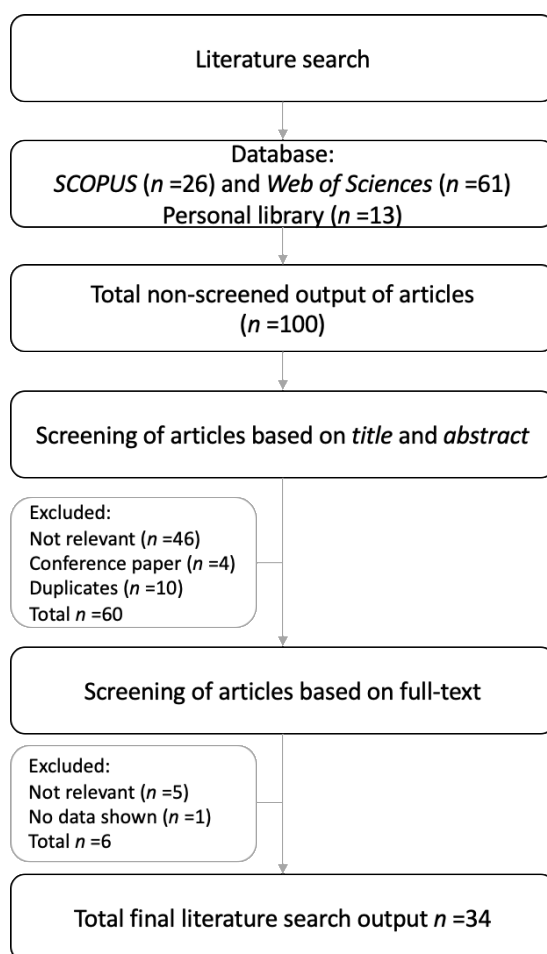 Literature search
Database:
SCOPUS (n =26) and Web of Sciences (n =61)
Personal library (n =13)
Total non-screened output of articles
(n =100)
Screening of articles based on title and abstract
Excluded:
Not relevant (n =46)
Conference paper (n =4)
Duplicates (n =10)
Total n =60
Screening of articles based on full-text
Excluded:
Not relevant (n =5)
No data shown (n =1)
Total n =6
Total final literature search output n =34